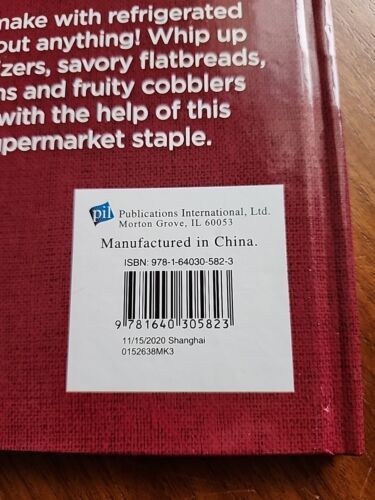 make with refrigerated
out anything! Whip up
izers, savory flatbreads,
ns and fruity cobblers
with the help of this
permarket staple.
pil Publications International, Ltd.
Morton Grove, IL 60053
Manufactured in China.
ISBN: 978-1-64030-582-3
9 781640 305823
11/15/2020 Shanghai
0152638MK3